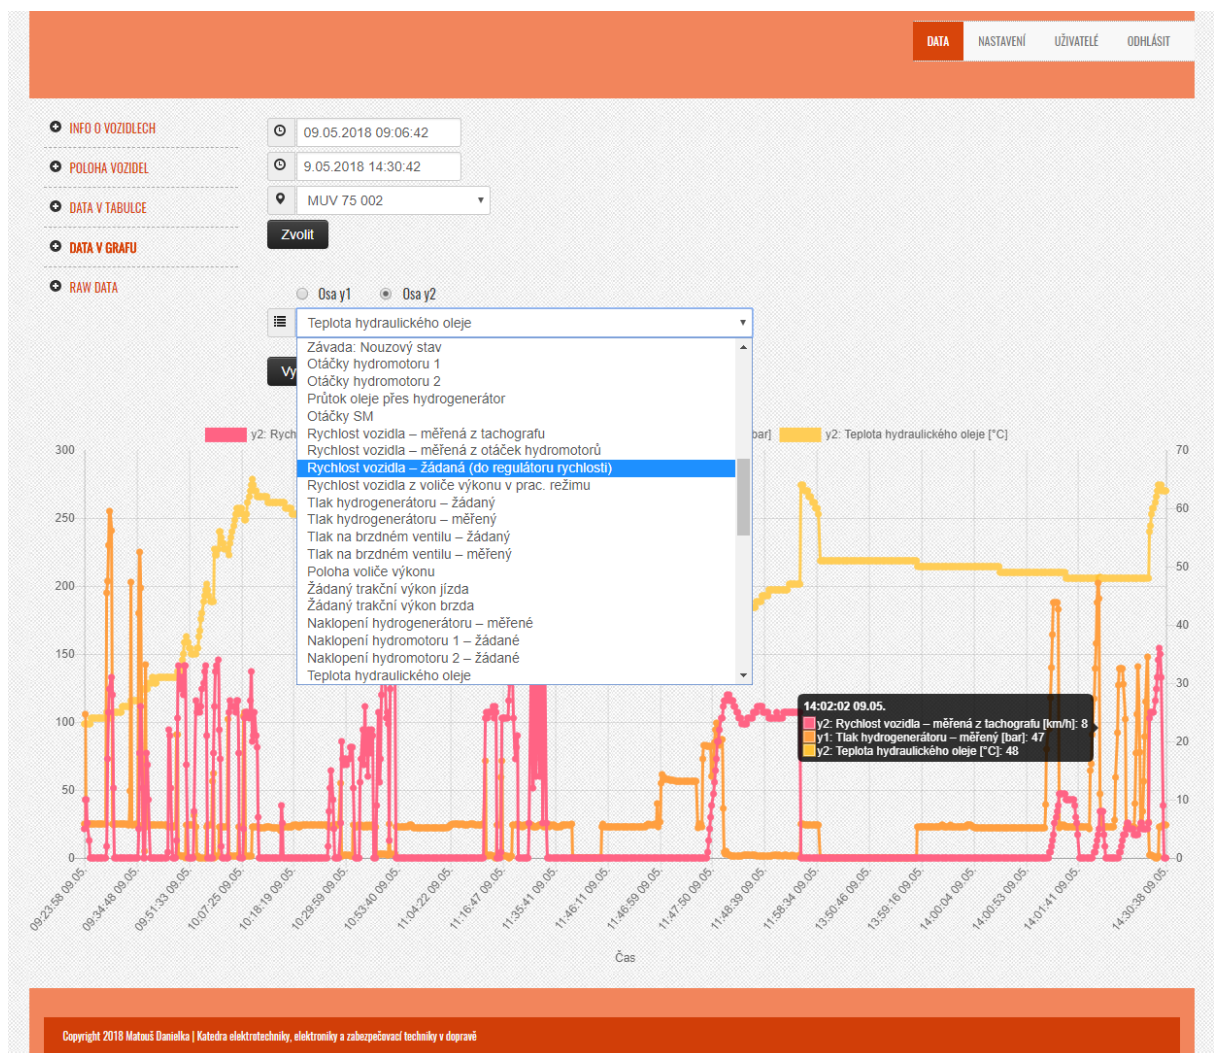 DATA NASTAVENÍ UŽIVATELÉ ODHLÁSIT
INFO O VOZIDLECH
POLOHA VOZIDEL
DATA V TABULCE
DATA V GRAFU
RAW DATA
09.05.2018 09:06:42
9.05.2018 14:30:42
MUV 75 002
Zvolit
Osa y1 Osa y2
Teplota hydraulického oleje
Vy
Závada: Nouzový stav
Otáčky hydromotoru 1
Otáčky hydromotoru 2
Průtok oleje přes hydrogenerátor
Otáčky SM
Rychlost vozidla – měřená z tachografu
Rychlost vozidla – měřená z otáček hydromotorů
Rychlost vozidla – žádaná (do regulátoru rychlosti)
Rychlost vozidla z voliče výkonu v prac. režimu
Tlak hydrogenerátoru – žádaný
Tlak hydrogenerátoru – měřený
Tlak na brzdném ventilu – žádaný
Tlak na brzdném ventilu – měřený
Poloha voliče výkonu
Žádaný trakční výkon jízda
Žádaný trakční výkon brzda
Naklopení hydrogenerátoru – měřené
Naklopení hydromotoru 1 – žádané
Naklopení hydromotoru 2 – žádané
Teplota hydraulického oleje
y2: Rych bar] y2: Teplota hydraulického oleje [°C]
300
250
200
150
100
50
0
70
60
50
40
30
20
10
0
14:02:02 09.05.
y2: Rychlost vozidla – měřená z tachografu [km/h]: 8
y1: Tlak hydrogenerátoru – měřený [bar]: 47
y2: Teplota hydraulického oleje [°C]: 48
09:23:58 09.05.
09:34:48 09.05.
09:51:33 09.05.
10:07:25 09.05.
10:18:19 09.05.
10:29:59 09.05.
10:53:40 09.05.
11:04:22 09.05.
11:16:47 09.05.
11:35:41 09.05.
11:46:11 09.05.
11:46:59 09.05.
11:47:50 09.05.
11:48:39 09.05.
11:58:34 09.05.
13:50:46 09.05.
13:59:16 09.05.
14:00:04 09.05.
14:00:53 09.05.
14:01:41 09.05.
14:30:38 09.05.
Čas
Copyright 2018 Matouš Danielka | Katedra elektrotechniky, elektroniky a zabezpečovací techniky v dopravě